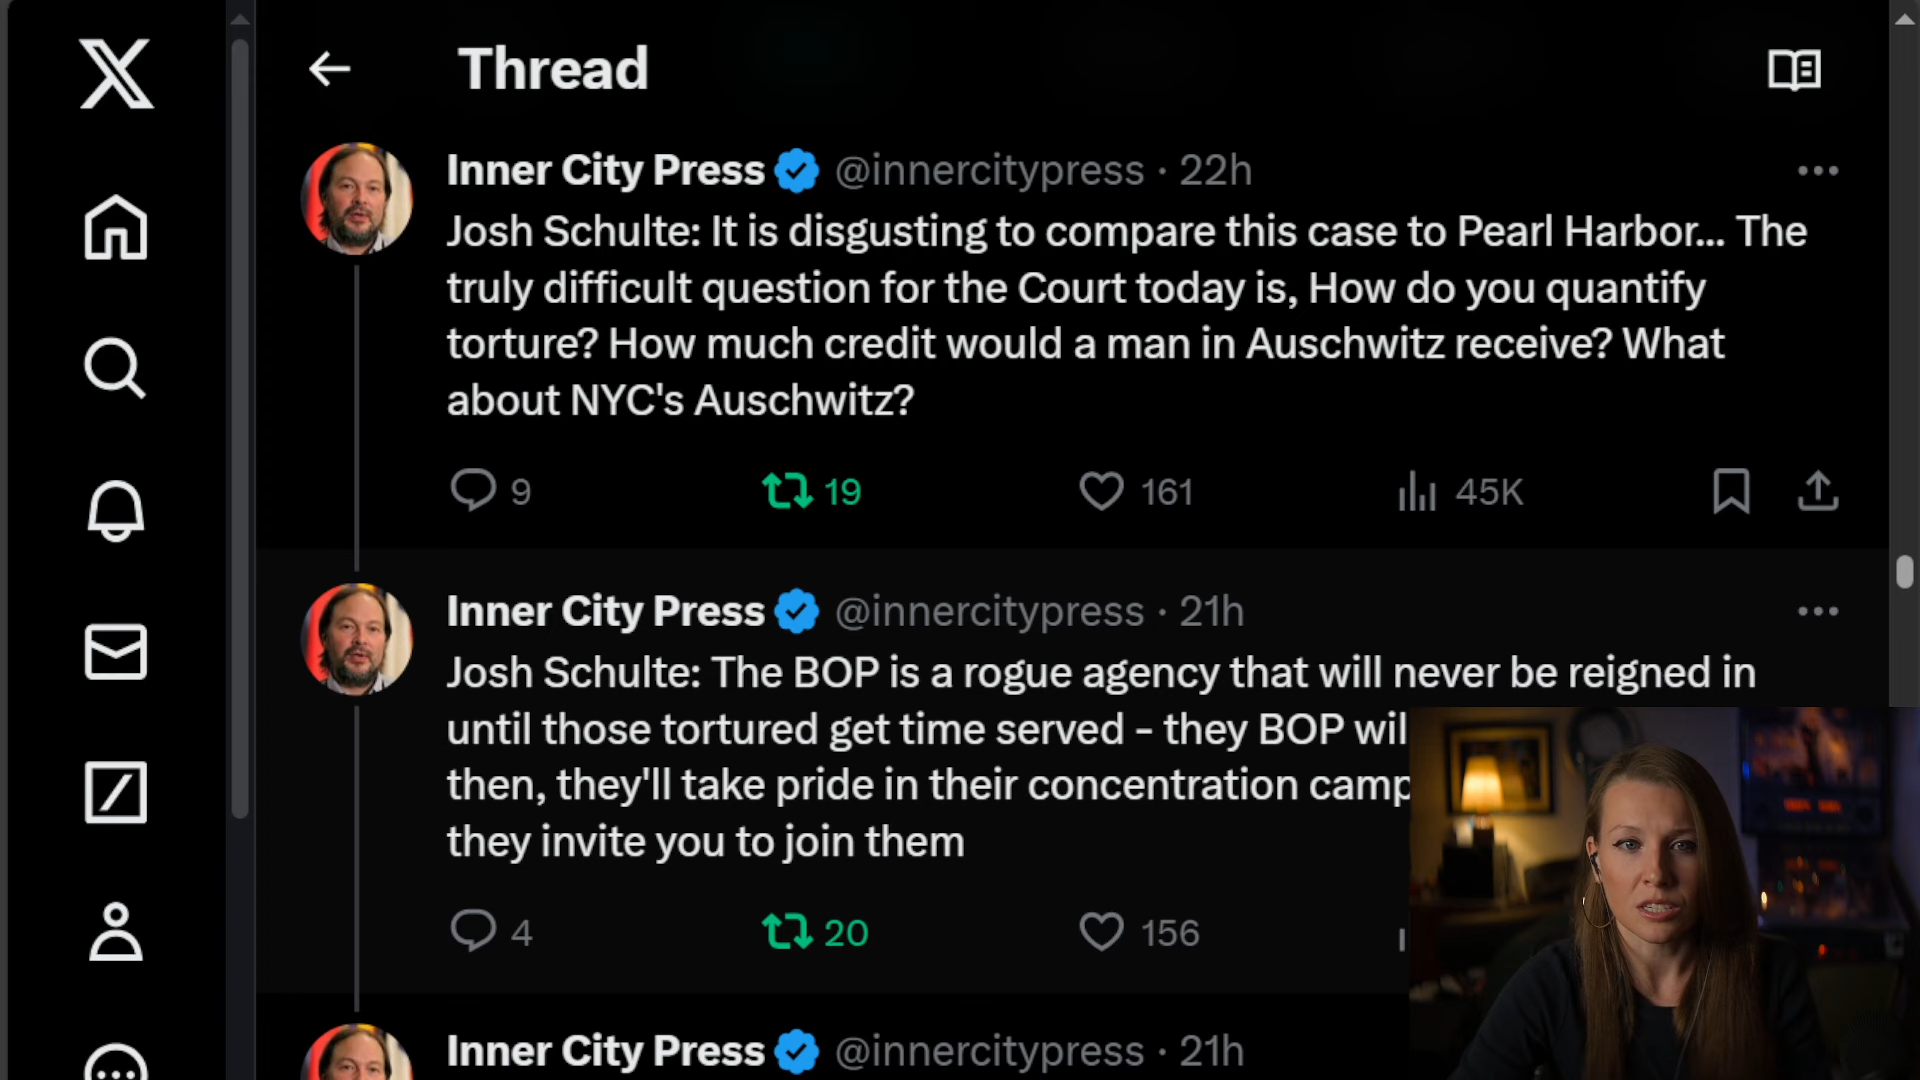 Thread
Inner City Press @innercitypress · 22h
Josh Schulte: It is disgusting to compare this case to Pearl Harbor... The
truly difficult question for the Court today is, How do you quantify
torture? How much credit would a man in Auschwitz receive? What
about NYC's Auschwitz?
9 19 161 45K
Inner City Press @innercitypress · 21h
Josh Schulte: The BOP is a rogue agency that will never be reigned in
until those tortured get time served - they BOP wil
then, they'll take pride in their concentration camp
they invite you to join them
4 20 156
Inner City Press @innercitypress · 21h